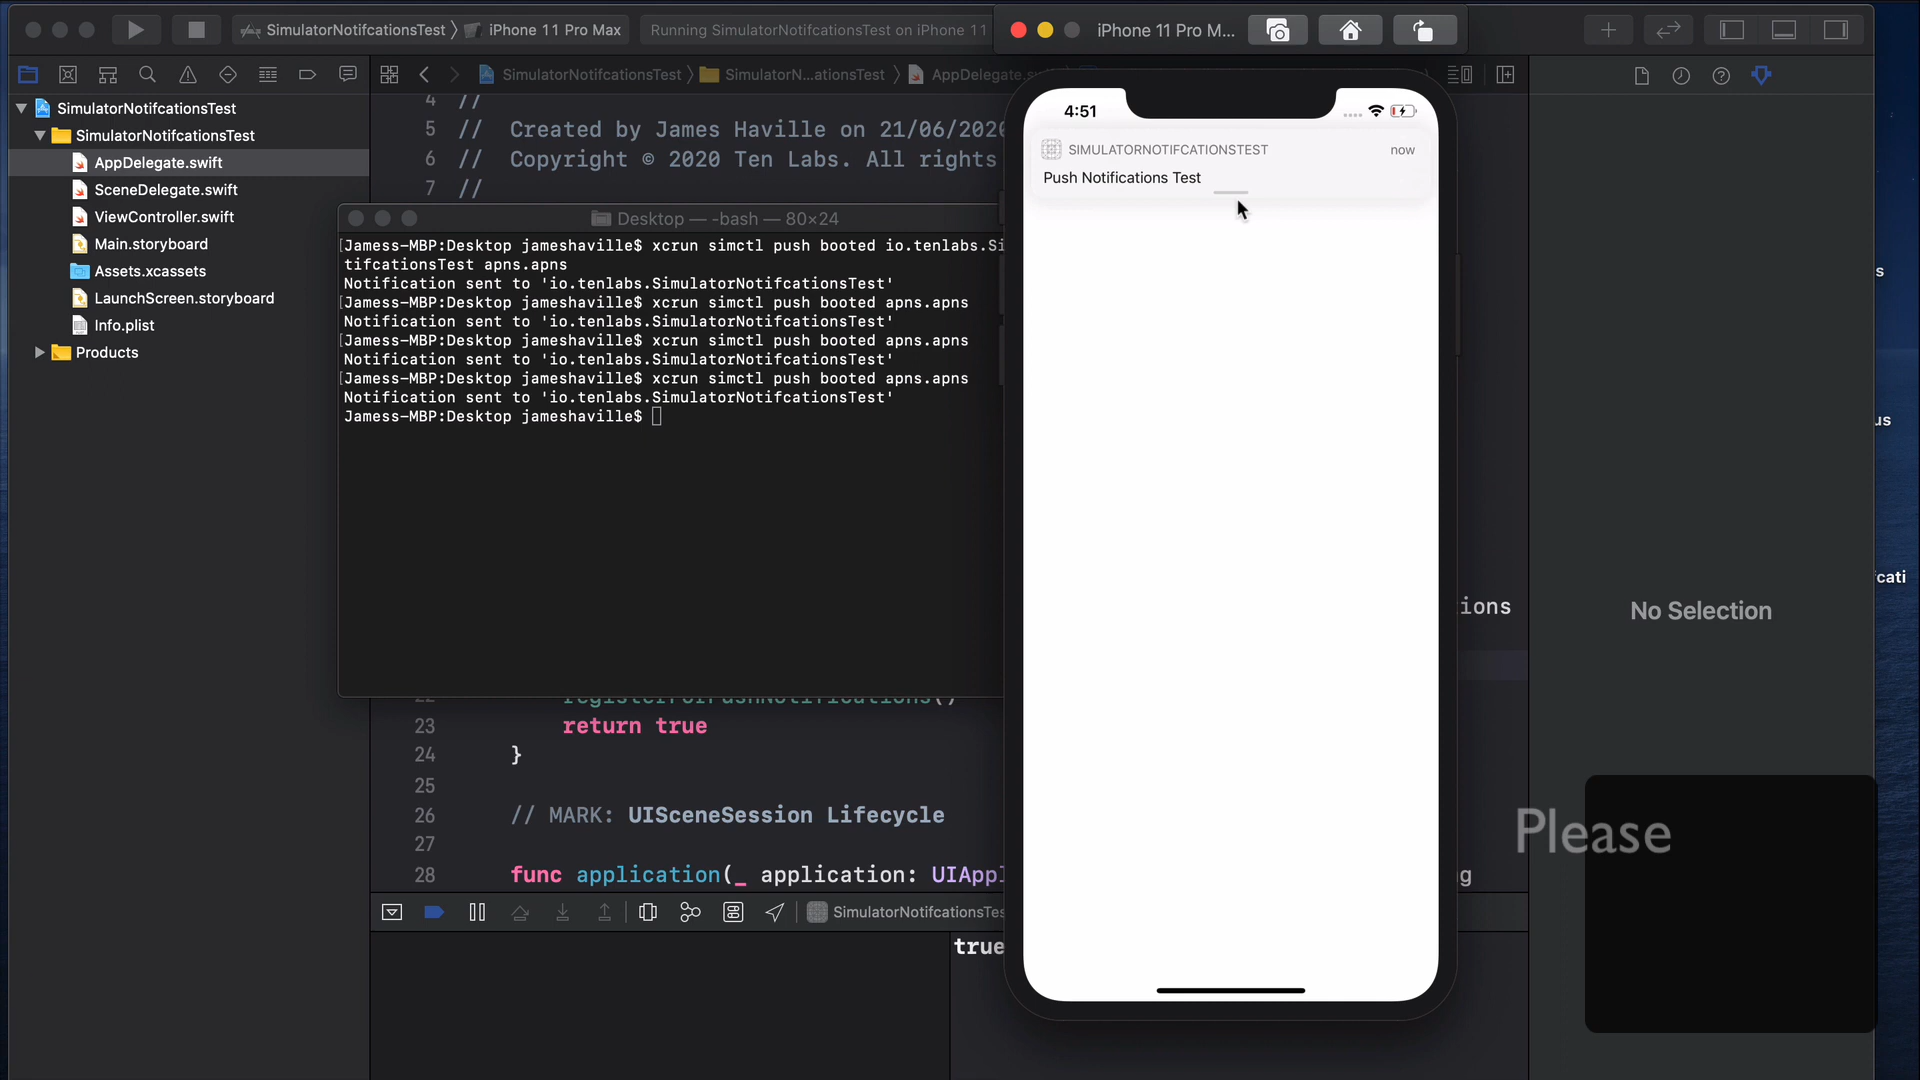 SimulatorNotifcationsTest 〉 iPhone 11 Pro Max
Running SimulatorNotifcationsTest on iPhone 11
iPhone 11 Pro M...
SimulatorNotifcationsTest 〉 SimulatorN...ationsTest 〉
SimulatorNotifcationsTest
SimulatorNotifcationsTest
AppDelegate.swift
SceneDelegate.swift
ViewController.swift
Main.storyboard
Assets.xcassets
LaunchScreen.storyboard
Info.plist
Products
4 //
5 // Created by James Haville on 21/06/2020
6 // Copyright © 2020 Ten Labs. All rights
7 //
Desktop — -bash — 80×24
[Jamess-MBP:Desktop jameshaville$ xcrun simctl push booted io.tenlabs.Si
tifcationsTest apns.apns
Notification sent to 'io.tenlabs.SimulatorNotifcationsTest'
[Jamess-MBP:Desktop jameshaville$ xcrun simctl push booted apns.apns
Notification sent to 'io.tenlabs.SimulatorNotifcationsTest'
[Jamess-MBP:Desktop jameshaville$ xcrun simctl push booted apns.apns
Notification sent to 'io.tenlabs.SimulatorNotifcationsTest'
[Jamess-MBP:Desktop jameshaville$ xcrun simctl push booted apns.apns
Notification sent to 'io.tenlabs.SimulatorNotifcationsTest'
Jamess-MBP:Desktop jameshaville$
ions
22 registerForPushNotifications()
23 return true
24 }
25
26 // MARK: UISceneSession Lifecycle
27
28 func application(_ application: UIAppl
SimulatorNotifcationsTes
true
4:51
SIMULATORNOTIFCATIONSTEST now
Push Notifications Test
No Selection
Please
s
us
cati